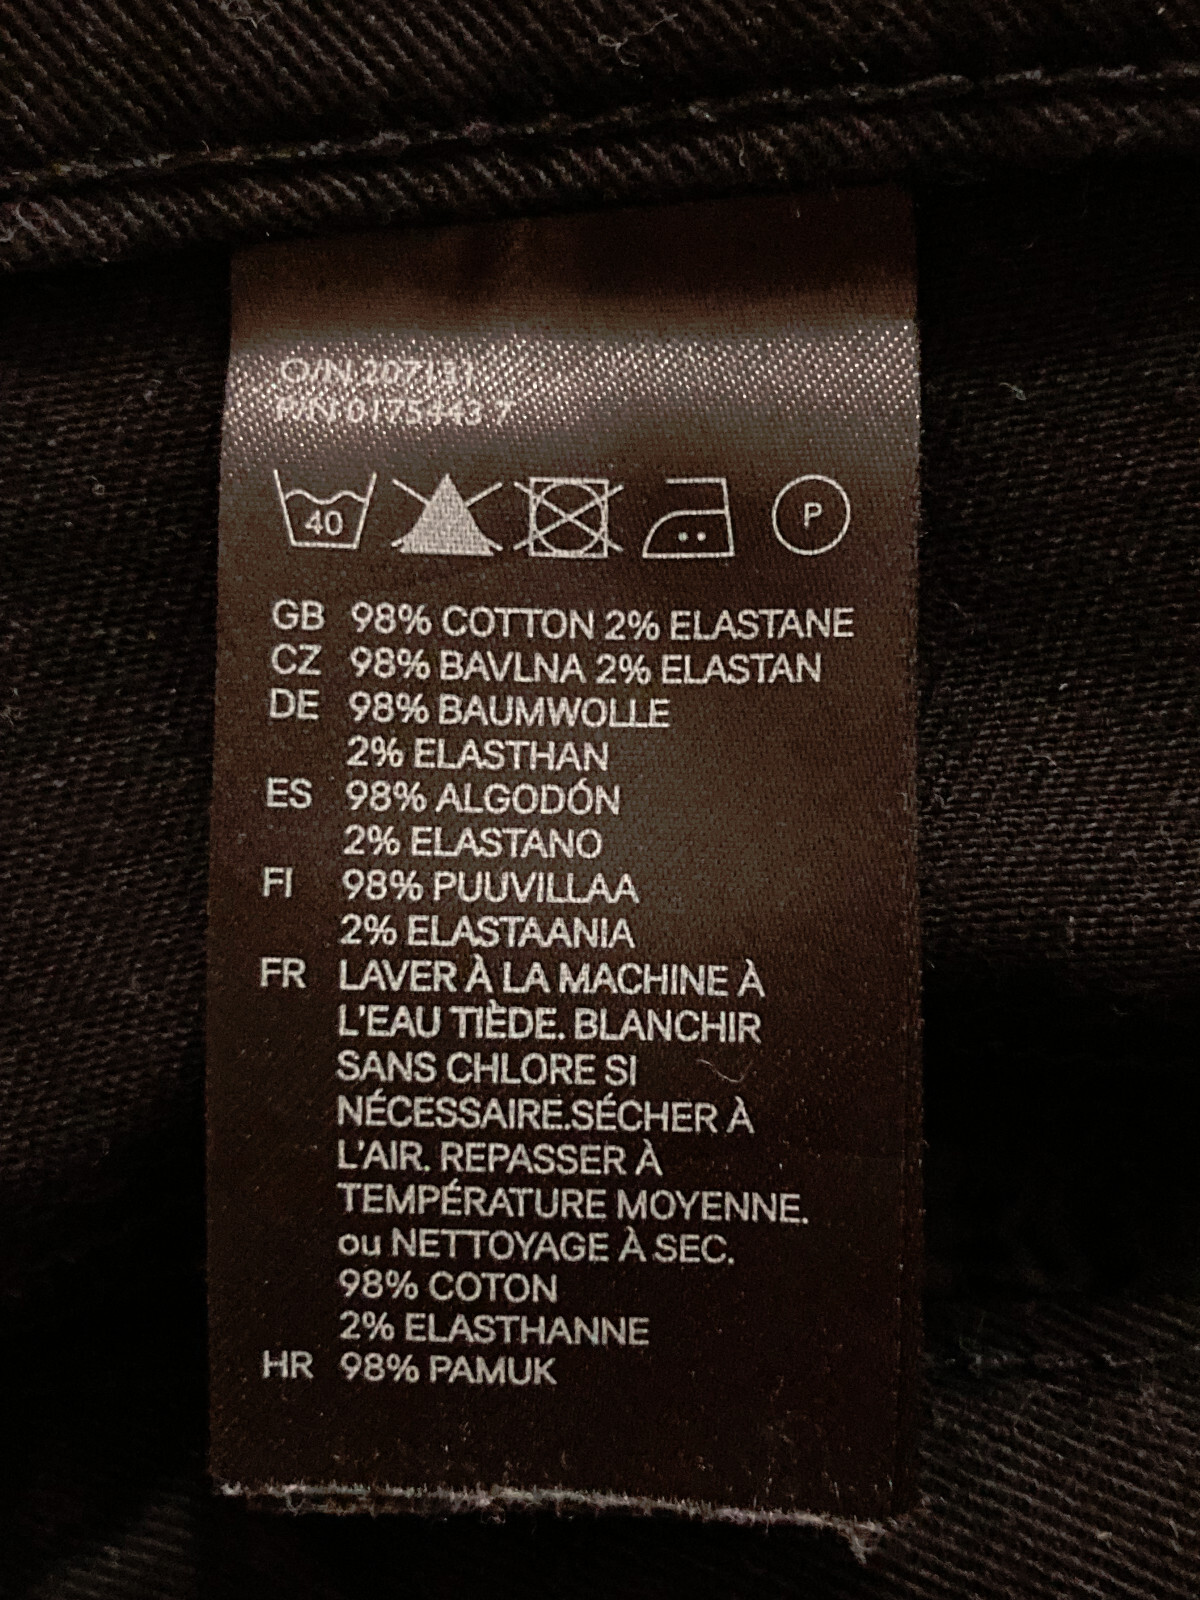 O/N 207131
P/N 0175443 7
40 P
GB 98% COTTON 2% ELASTANE
CZ 98% BAVLNA 2% ELASTAN
DE 98% BAUMWOLLE
2% ELASTHAN
ES 98% ALGODÓN
2% ELASTANO
FI 98% PUUVILLAA
2% ELASTAANIA
FR LAVER À LA MACHINE À
L'EAU TIÈDE. BLANCHIR
SANS CHLORE SI
NÉCESSAIRE.SÉCHER À
L'AIR. REPASSER À
TEMPÉRATURE MOYENNE.
ou NETTOYAGE À SEC.
98% COTON
2% ELASTHANNE
HR 98% PAMUK